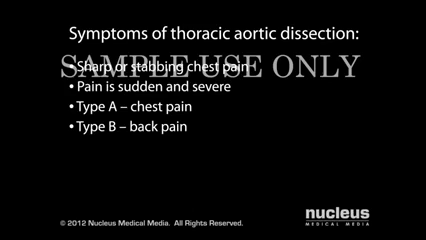 Symptoms of thoracic aortic dissection:
SAMPLE USE ONLY
• Sharp or stabbing chest pain
• Pain is sudden and severe
• Type A – chest pain
• Type B – back pain
nucleus
MEDICAL MEDIA
© 2012 Nucleus Medical Media. All Rights Reserved.